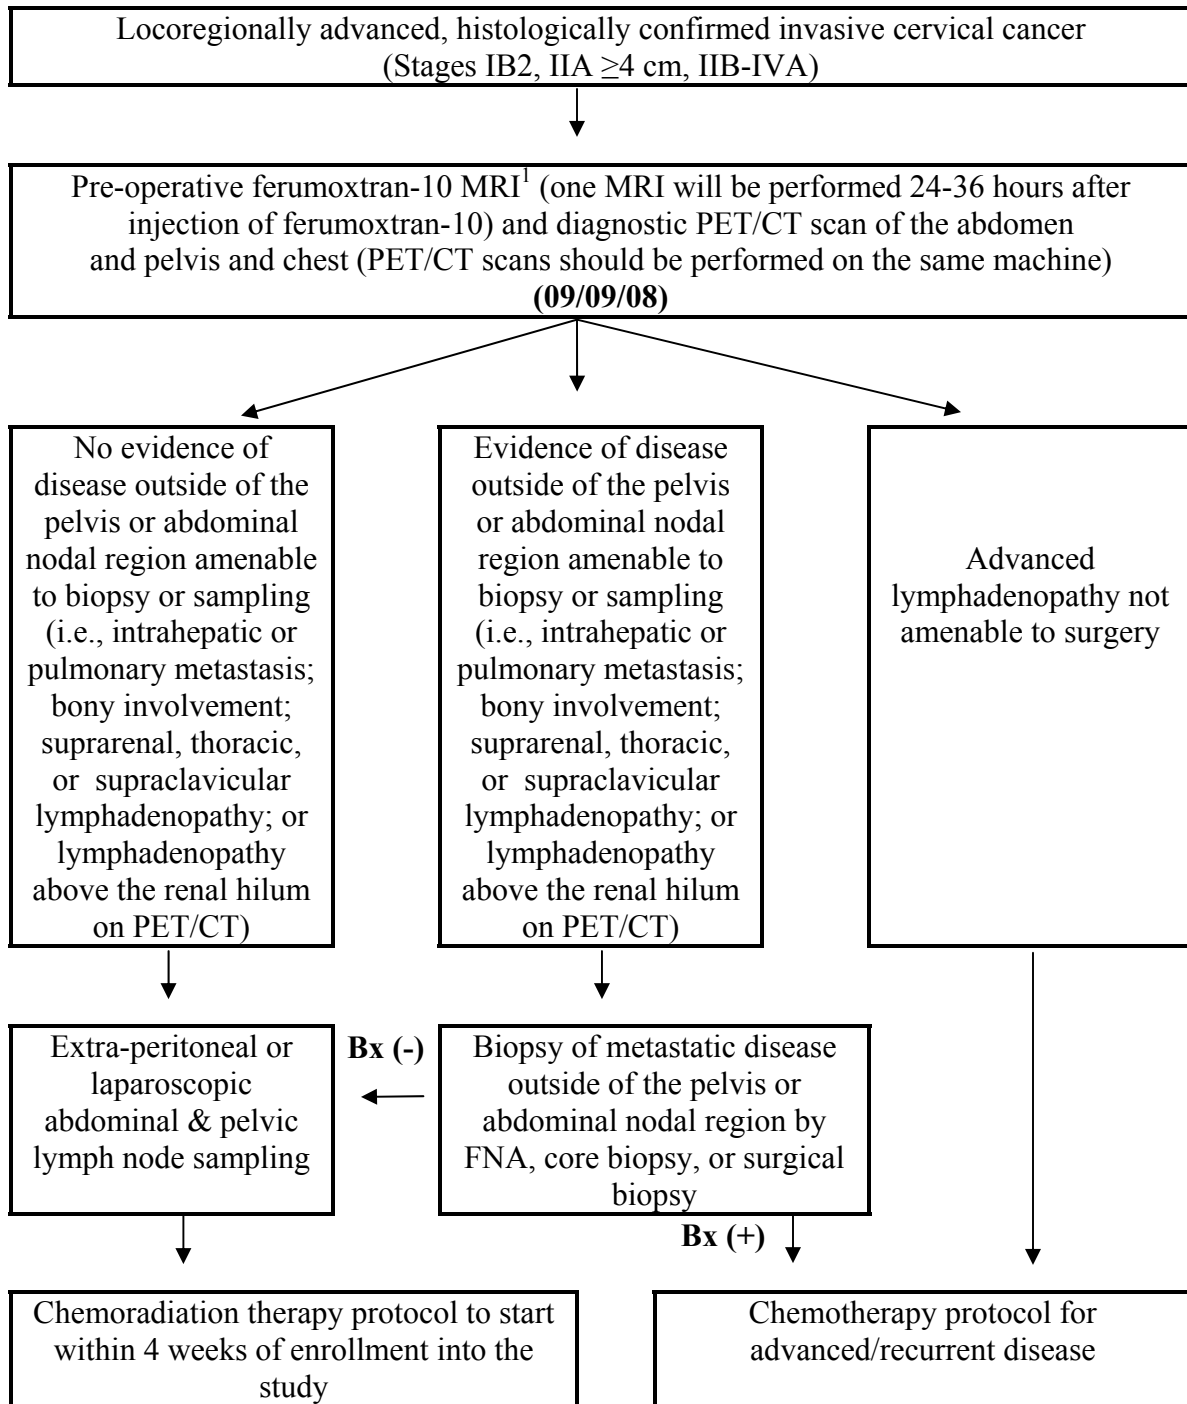 Locoregionally advanced, histologically confirmed invasive cervical cancer
(Stages IB2, IIA ≥4 cm, IIB-IVA)
Pre-operative ferumoxtran-10 MRI¹ (one MRI will be performed 24-36 hours after
injection of ferumoxtran-10) and diagnostic PET/CT scan of the abdomen
and pelvis and chest (PET/CT scans should be performed on the same machine)
(09/09/08)
No evidence of
disease outside of the
pelvis or abdominal
nodal region amenable
to biopsy or sampling
(i.e., intrahepatic or
pulmonary metastasis;
bony involvement;
suprarenal, thoracic,
or supraclavicular
lymphadenopathy; or
lymphadenopathy
above the renal hilum
on PET/CT)
Evidence of disease
outside of the pelvis
or abdominal nodal
region amenable to
biopsy or sampling
(i.e., intrahepatic or
pulmonary metastasis;
bony involvement;
suprarenal, thoracic,
or supraclavicular
lymphadenopathy; or
lymphadenopathy
above the renal hilum
on PET/CT)
Advanced
lymphadenopathy not
amenable to surgery
Extra-peritoneal or
laparoscopic
abdominal & pelvic
lymph node sampling
Bx (-)
Biopsy of metastatic disease
outside of the pelvis or
abdominal nodal region by
FNA, core biopsy, or surgical
biopsy
Bx (+)
Chemoradiation therapy protocol to start
within 4 weeks of enrollment into the
study
Chemotherapy protocol for
advanced/recurrent disease